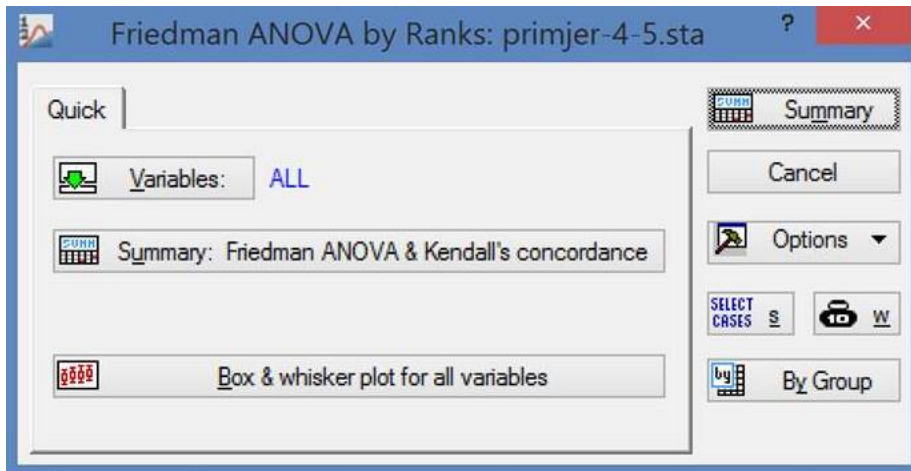 Friedman ANOVA by Ranks: primjer-4-5.sta
?
×
Quick
Variables: ALL
Summary: Friedman ANOVA & Kendall's concordance
Box & whisker plot for all variables
Summary
Cancel
Options
SELECT CASES S
W
By Group